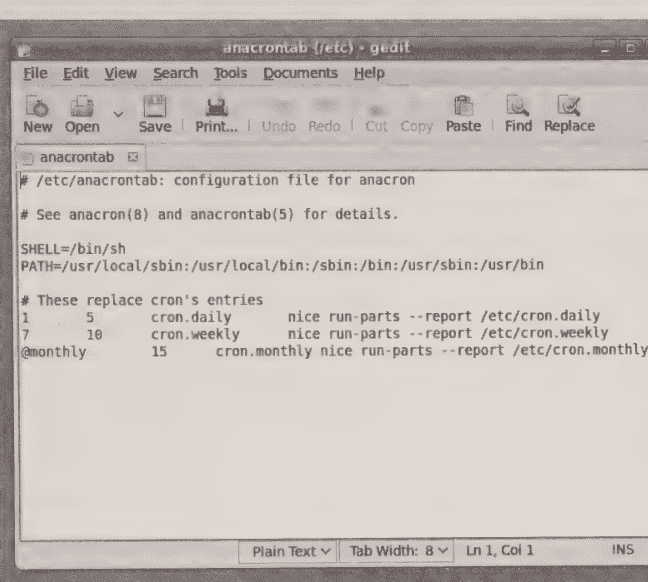 anacrontab (/etc) - gedit
File Edit View Search Tools Documents Help
New Open Save Print... Undo Redo Cut Copy Paste Find Replace
anacrontab
# /etc/anacrontab: configuration file for anacron
# See anacron(8) and anacrontab(5) for details.
SHELL=/bin/sh
PATH=/usr/local/sbin:/usr/local/bin:/sbin:/bin:/usr/sbin:/usr/bin
# These replace cron's entries
1 5 cron.daily nice run-parts --report /etc/cron.daily
7 10 cron.weekly nice run-parts --report /etc/cron.weekly
@monthly 15 cron.monthly nice run-parts --report /etc/cron.monthly
Plain Text Tab Width: 8 Ln 1, Col 1 INS